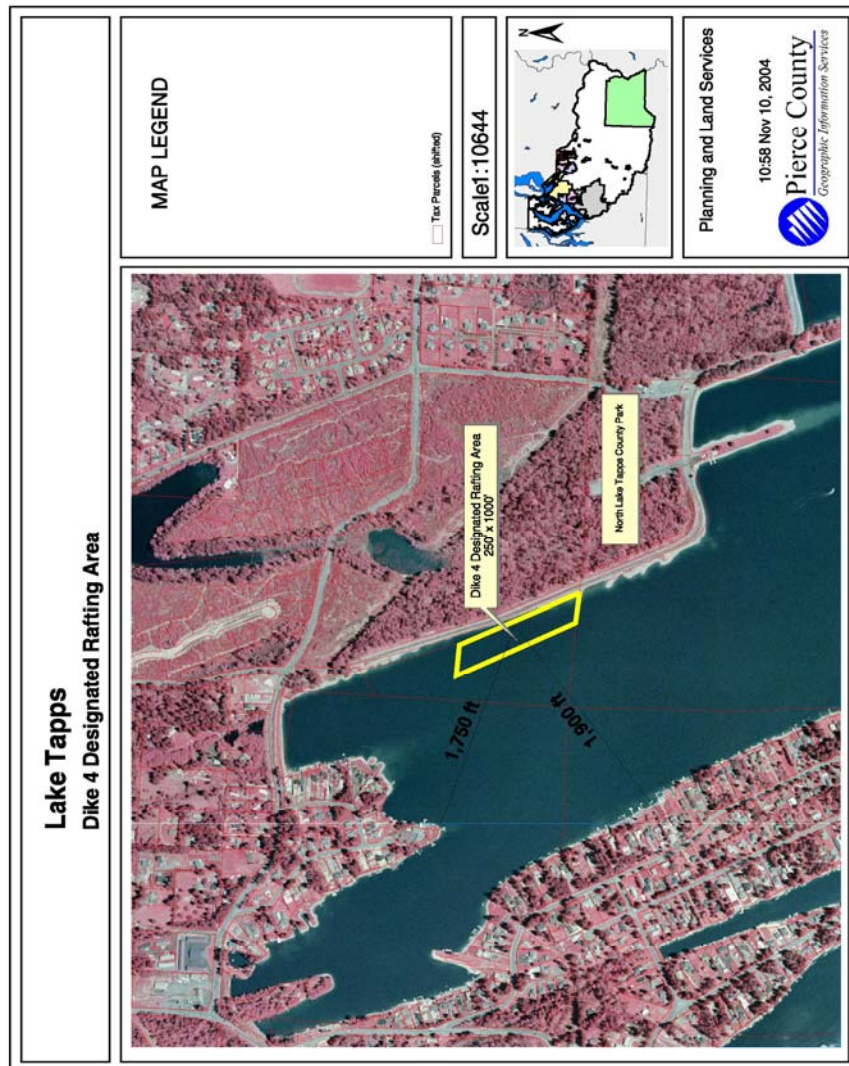 Lake Tapps
Dike 4 Designated Rafting Area
Dike 4 Designated Rafting Area
250' x 1000'
North Lake Tapps County Park
1,750 ft
1,900 ft
MAP LEGEND
Tax Parcels (shifted)
Scale1:10644
N
Planning and Land Services
10:58 Nov 10, 2004
Pierce County
Geographic Information Services